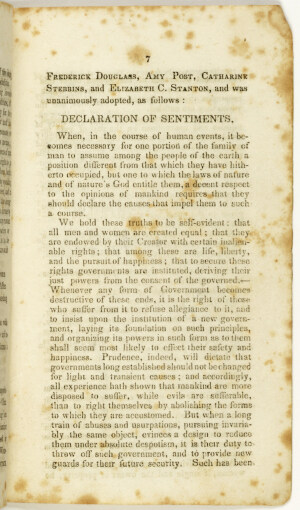 7
Frederick Douglass, Amy Post, Catharine
Stebbins, and Elizabeth C. Stanton, and was
unanimously adopted, as follows :
DECLARATION OF SENTIMENTS.
When, in the course of human events, it be-
comes necessary for one portion of the family of
man to assume among the people of the earth a
position different from that which they have hith-
erto occupied, but one to which the laws of nature
and of nature's God entitle them, a decent respect
to the opinions of mankind requires that they
should declare the causes that impel them to such
a course.
We hold these truths to be self-evident: that
all men and women are created equal; that they
are endowed by their Creator with certain inalien-
able rights; that among these are life, liberty,
and the pursuit of happiness; that to secure these
rights governments are instituted, deriving their
just powers from the consent of the governed.—
Whenever any form of Government becomes
destructive of these ends, it is the right of those
who suffer from it to refuse allegiance to it, and
to insist upon the institution of a new govern-
ment, laying its foundation on such principles,
and organizing its powers in such form as to them
shall seem most likely to effect their safety and
happiness. Prudence, indeed, will dictate that
governments long established should not be changed
for light and transient causes; and accordingly,
all experience hath shown that mankind are more
disposed to suffer, while evils are sufferable,
than to right themselves, by abolishing the forms
to which they are accustomed. But when a long
train of abuses and usurpations, pursuing invaria-
bly the same object, evinces a design to reduce
them under absolute despotism, it is their duty to
throw off such government, and to provide new
guards for their future security. Such has been